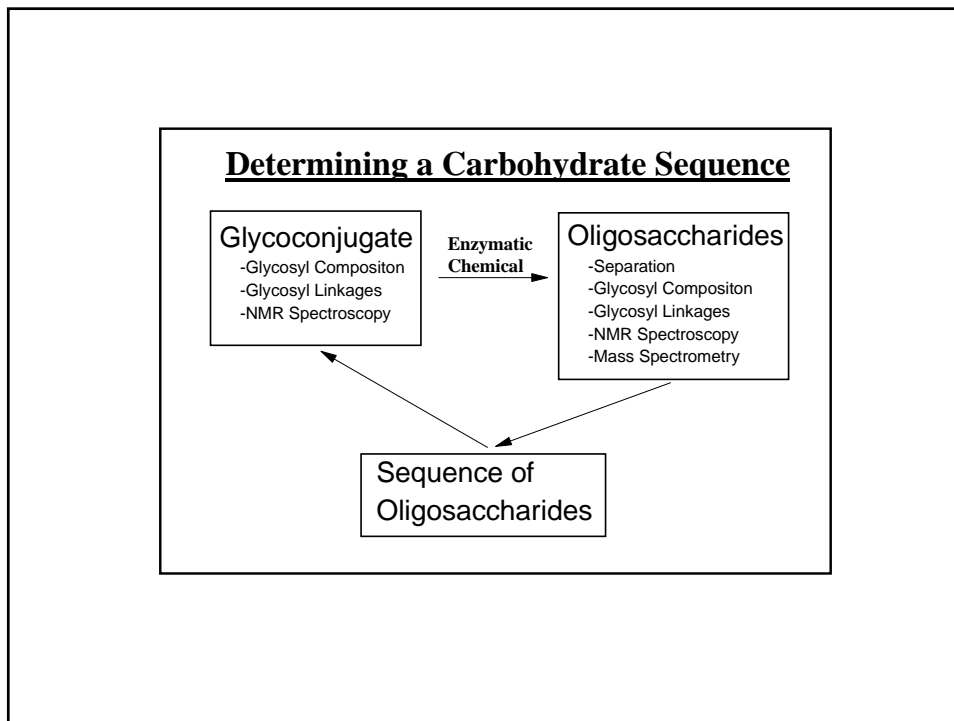 Determining a Carbohydrate Sequence
Glycoconjugate
-Glycosyl Compositon
-Glycosyl Linkages
-NMR Spectroscopy
Enzymatic
Chemical
Oligosaccharides
-Separation
-Glycosyl Compositon
-Glycosyl Linkages
-NMR Spectroscopy
-Mass Spectrometry
Sequence of
Oligosaccharides